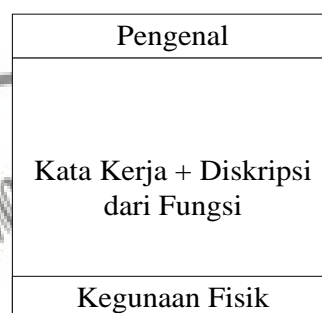 Pengenal
Kata Kerja + Diskripsi
dari Fungsi
Kegunaan Fisik